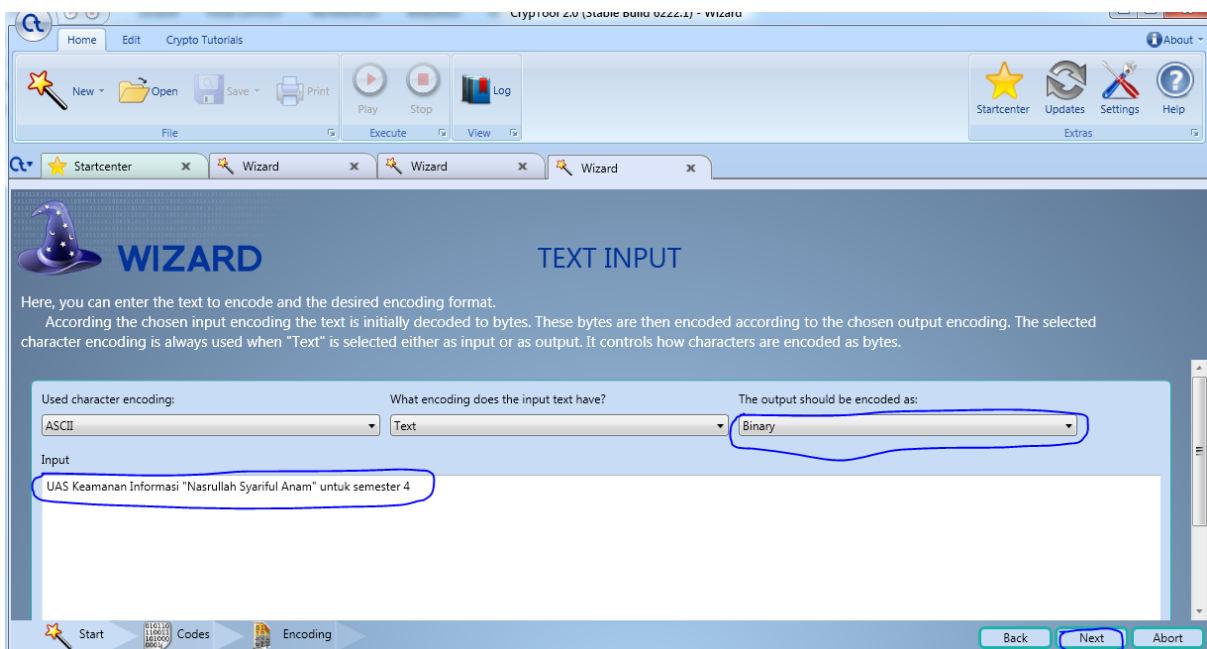 CrypTool 2.0 (Stable Build 6222.1) - Wizard
Home Edit Crypto Tutorials About
New Open Save Print Play Stop Log Startcenter Updates Settings Help
File Execute View Extras
Startcenter Wizard Wizard Wizard
WIZARD TEXT INPUT
Here, you can enter the text to encode and the desired encoding format.
According the chosen input encoding the text is initially decoded to bytes. These bytes are then encoded according to the chosen output encoding. The selected
character encoding is always used when "Text" is selected either as input or as output. It controls how characters are encoded as bytes.
Used character encoding: What encoding does the input text have? The output should be encoded as:
ASCII Text Binary
Input
UAS Keamanan Informasi "Nasrullah Syariful Anam" untuk semester 4
Start Codes Encoding Back Next Abort